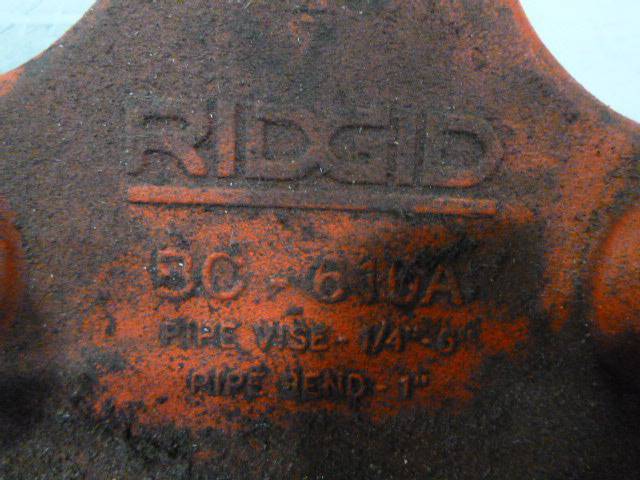 RIDGID
BC-610A
PIPE VISE-1/4"-6"
PIPE BEND-1"